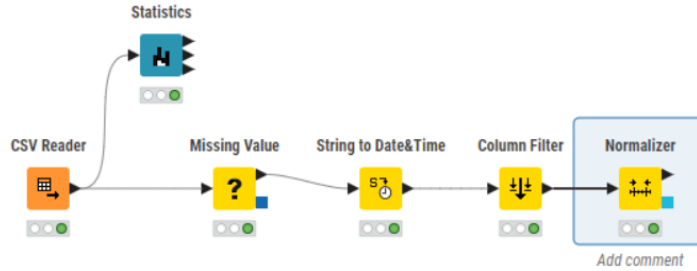 Statistics
CSV Reader
Missing Value
String to Date&Time
Column Filter
Normalizer
?
S
Add comment